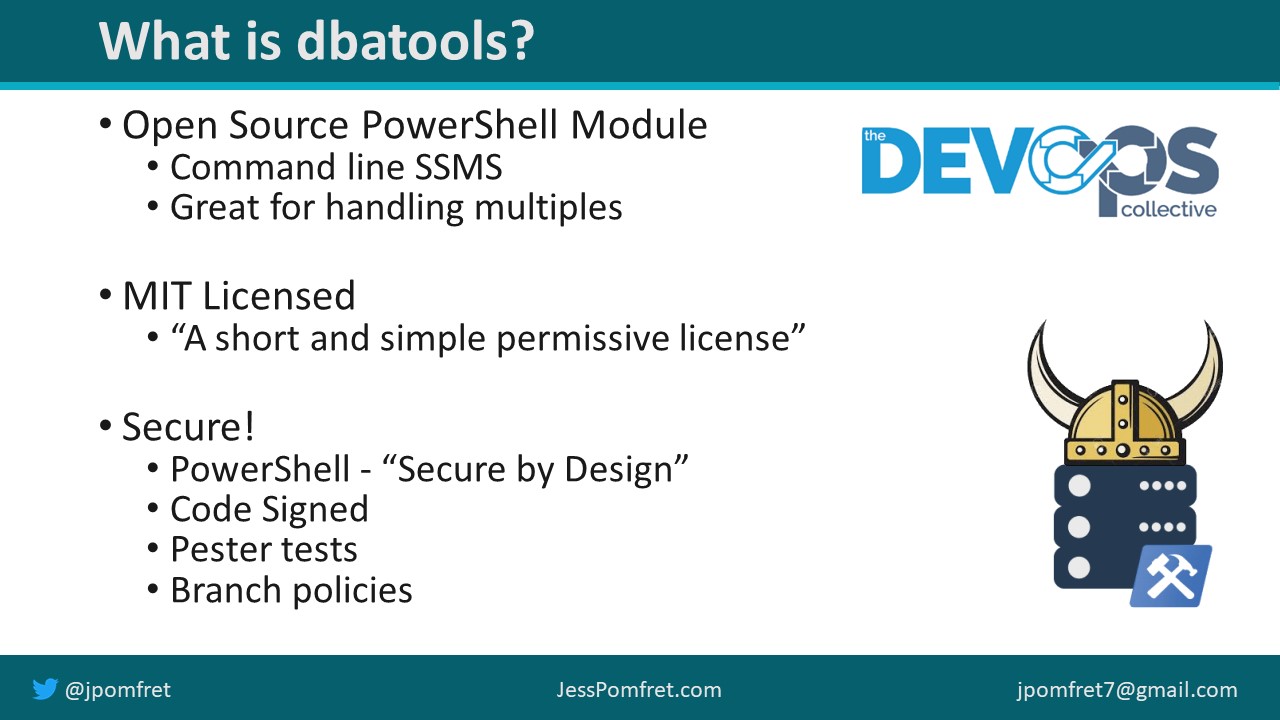 What is dbatools?
• Open Source PowerShell Module
• Command line SSMS
• Great for handling multiples
• MIT Licensed
• “A short and simple permissive license”
• Secure!
• PowerShell - “Secure by Design”
• Code Signed
• Pester tests
• Branch policies
the
DEVOPS
collective
@jpomfret
JessPomfret.com
jpomfret7@gmail.com